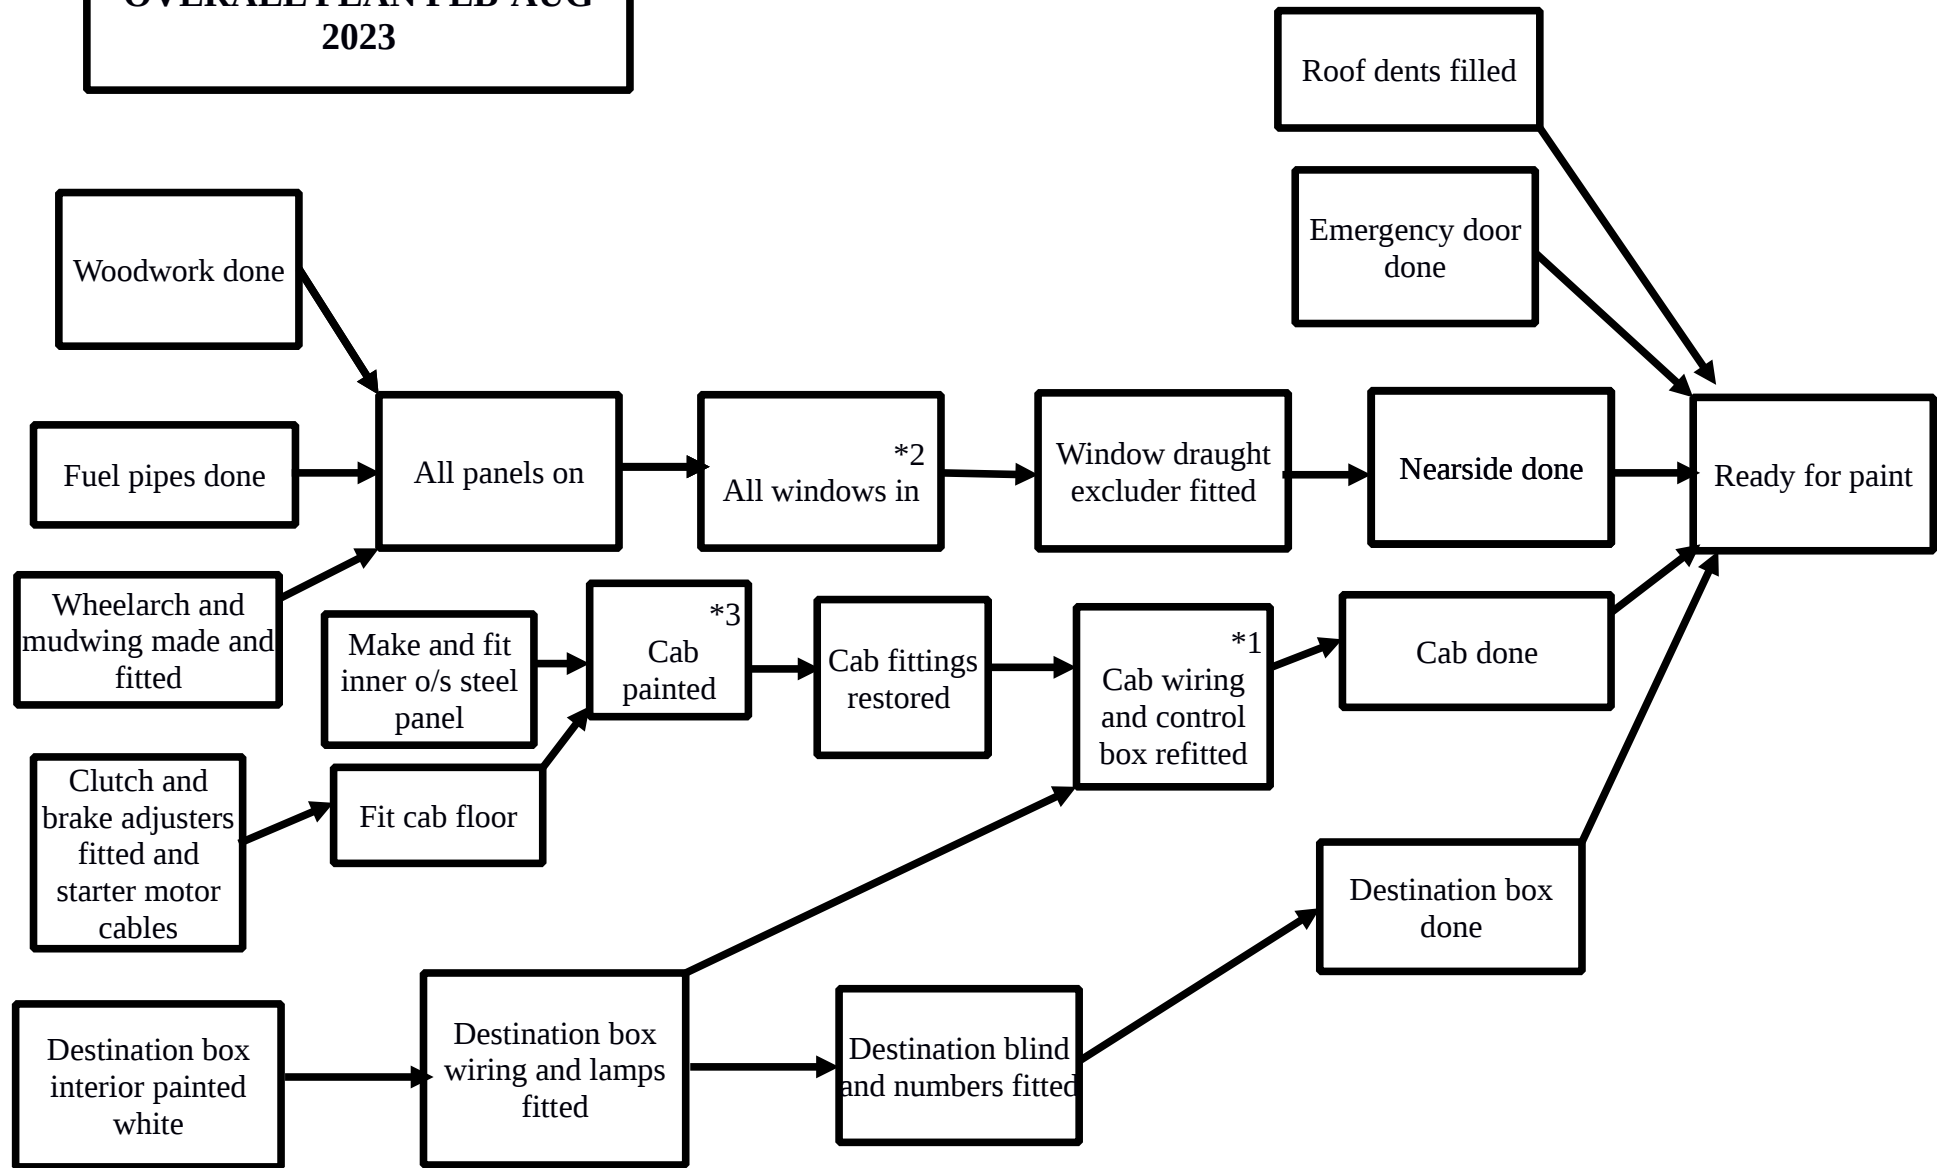 OVERALL PLAN FEB-AUG
2023
Roof dents filled
Emergency door
done
Woodwork done
Fuel pipes done
All panels on
*2
All windows in
Window draught
excluder fitted
Nearside done
Ready for paint
Wheelarch and
mudwing made and
fitted
Make and fit
inner o/s steel
panel
*3
Cab
painted
Cab fittings
restored
*1
Cab wiring
and control
box refitted
Cab done
Clutch and
brake adjusters
fitted and
starter motor
cables
Fit cab floor
Destination box
done
Destination box
interior painted
white
Destination box
wiring and lamps
fitted
Destination blind
and numbers fitted